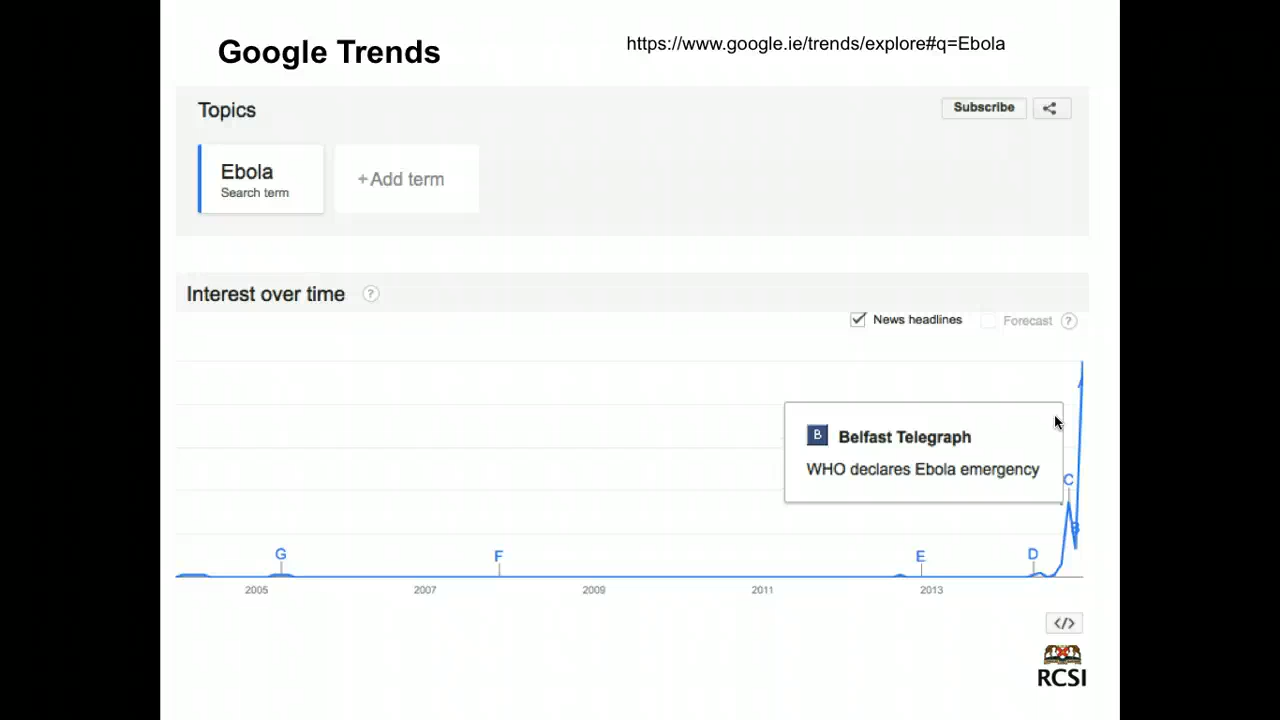 Google Trends
https://www.google.ie/trends/explore#q=Ebola
Topics
Subscribe
Ebola
Search term
+Add term
Interest over time ?
News headlines
Forecast ?
A
B Belfast Telegraph
WHO declares Ebola emergency
C
B
G
F
E
D
2005 2007 2009 2011 2013
</>
RCSI